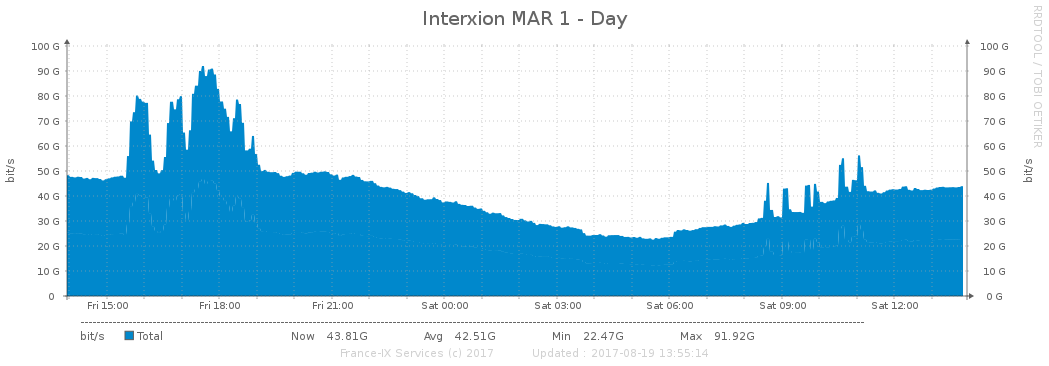 Interxion MAR 1 - Day
RRDTOOL / TOBI OETIKER
bit/s
100 G 100 G
90 G 90 G
80 G 80 G
70 G 70 G
60 G 60 G
50 G 50 G
40 G 40 G
30 G 30 G
20 G 20 G
10 G 10 G
0 0 G
bit/s
Fri 15:00 Fri 18:00 Fri 21:00 Sat 00:00 Sat 03:00 Sat 06:00 Sat 09:00 Sat 12:00
bit/s Total Now 43.81G Avg 42.51G Min 22.47G Max 91.92G
France-IX Services (c) 2017 Updated : 2017-08-19 13:55:14